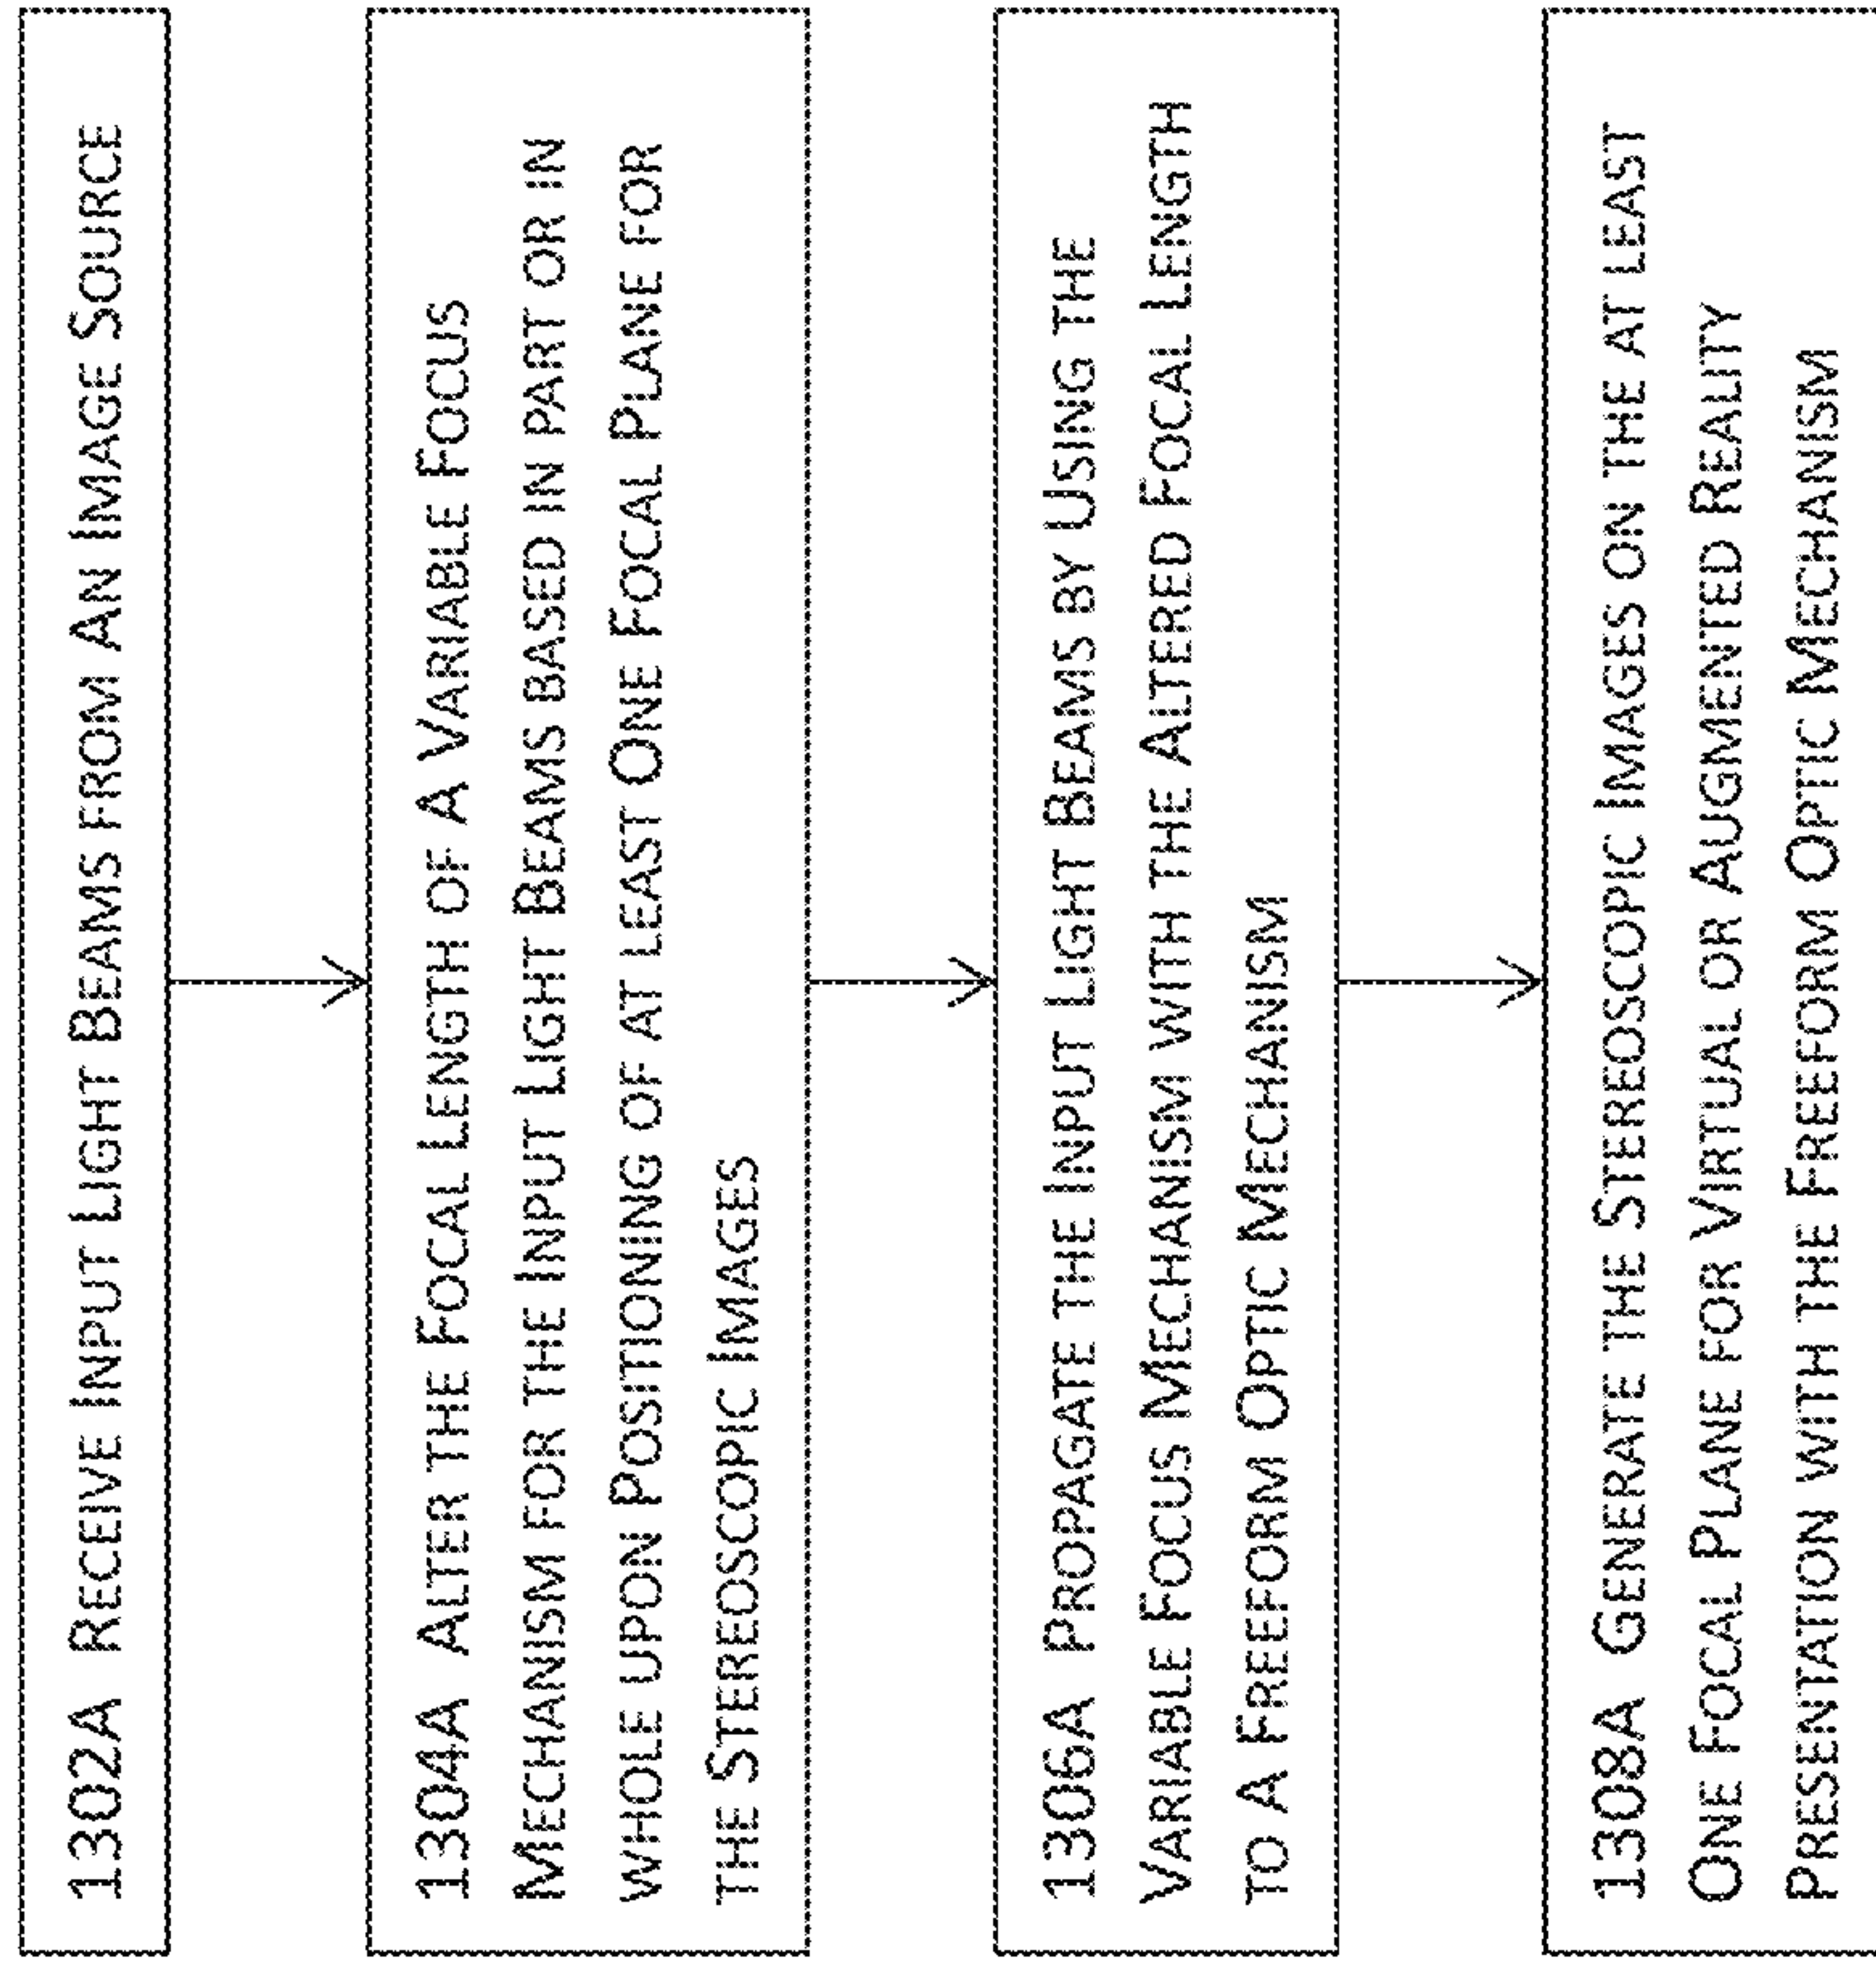 1302A Receive Input Light Beams from An Image Source
1304A Alter the Focal Length of A Variable Focus
Mechanism for the Input Light Beams based in part or in
whole upon Positioning of at least One Focal Plane for
the Stereoscopic Images
1306A Propagate the Input Light Beams by Using the
Variable Focus Mechanism with the Altered Focal Length
to A Freeform Optic Mechanism
1308A Generate the Stereoscopic Images on the at least
One Focal Plane for Virtual or Augmented Reality
Presentation with the Freeform Optic Mechanism